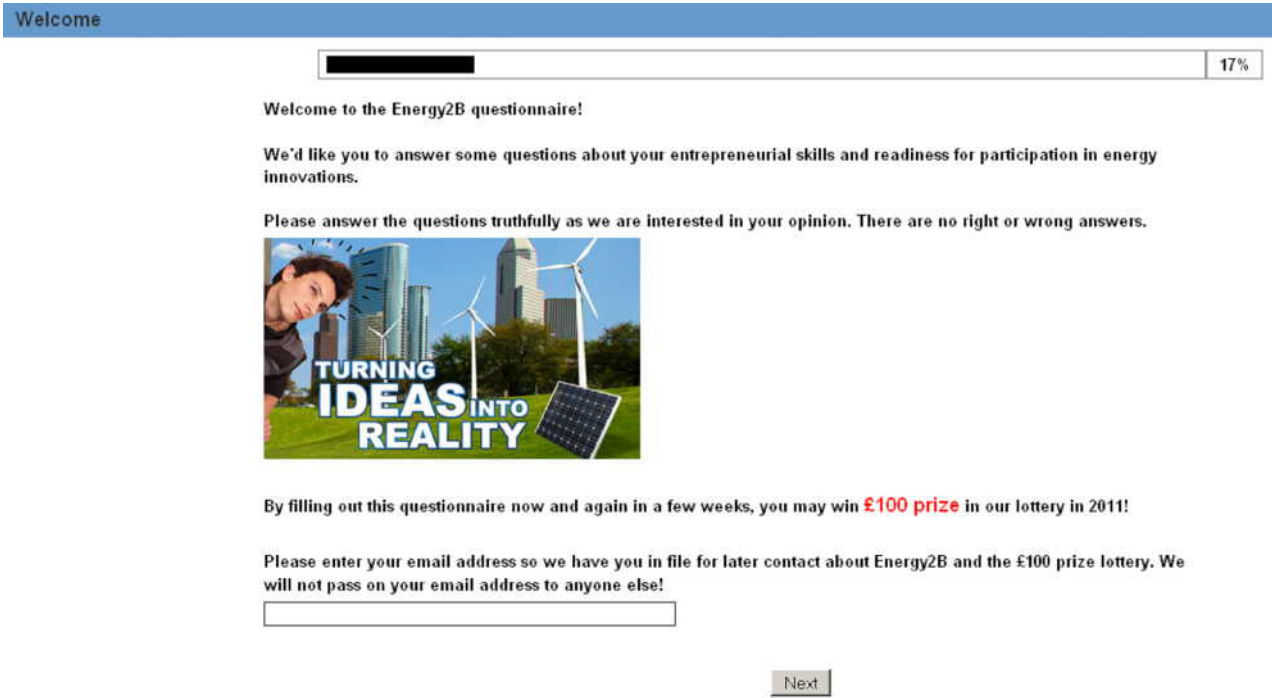 Welcome
17%
Welcome to the Energy2B questionnaire!
We'd like you to answer some questions about your entrepreneurial skills and readiness for participation in energy
innovations.
Please answer the questions truthfully as we are interested in your opinion. There are no right or wrong answers.
TURNING
IDEAS INTO
REALITY
By filling out this questionnaire now and again in a few weeks, you may win £100 prize in our lottery in 2011!
Please enter your email address so we have you in file for later contact about Energy2B and the £100 prize lottery. We
will not pass on your email address to anyone else!
Next